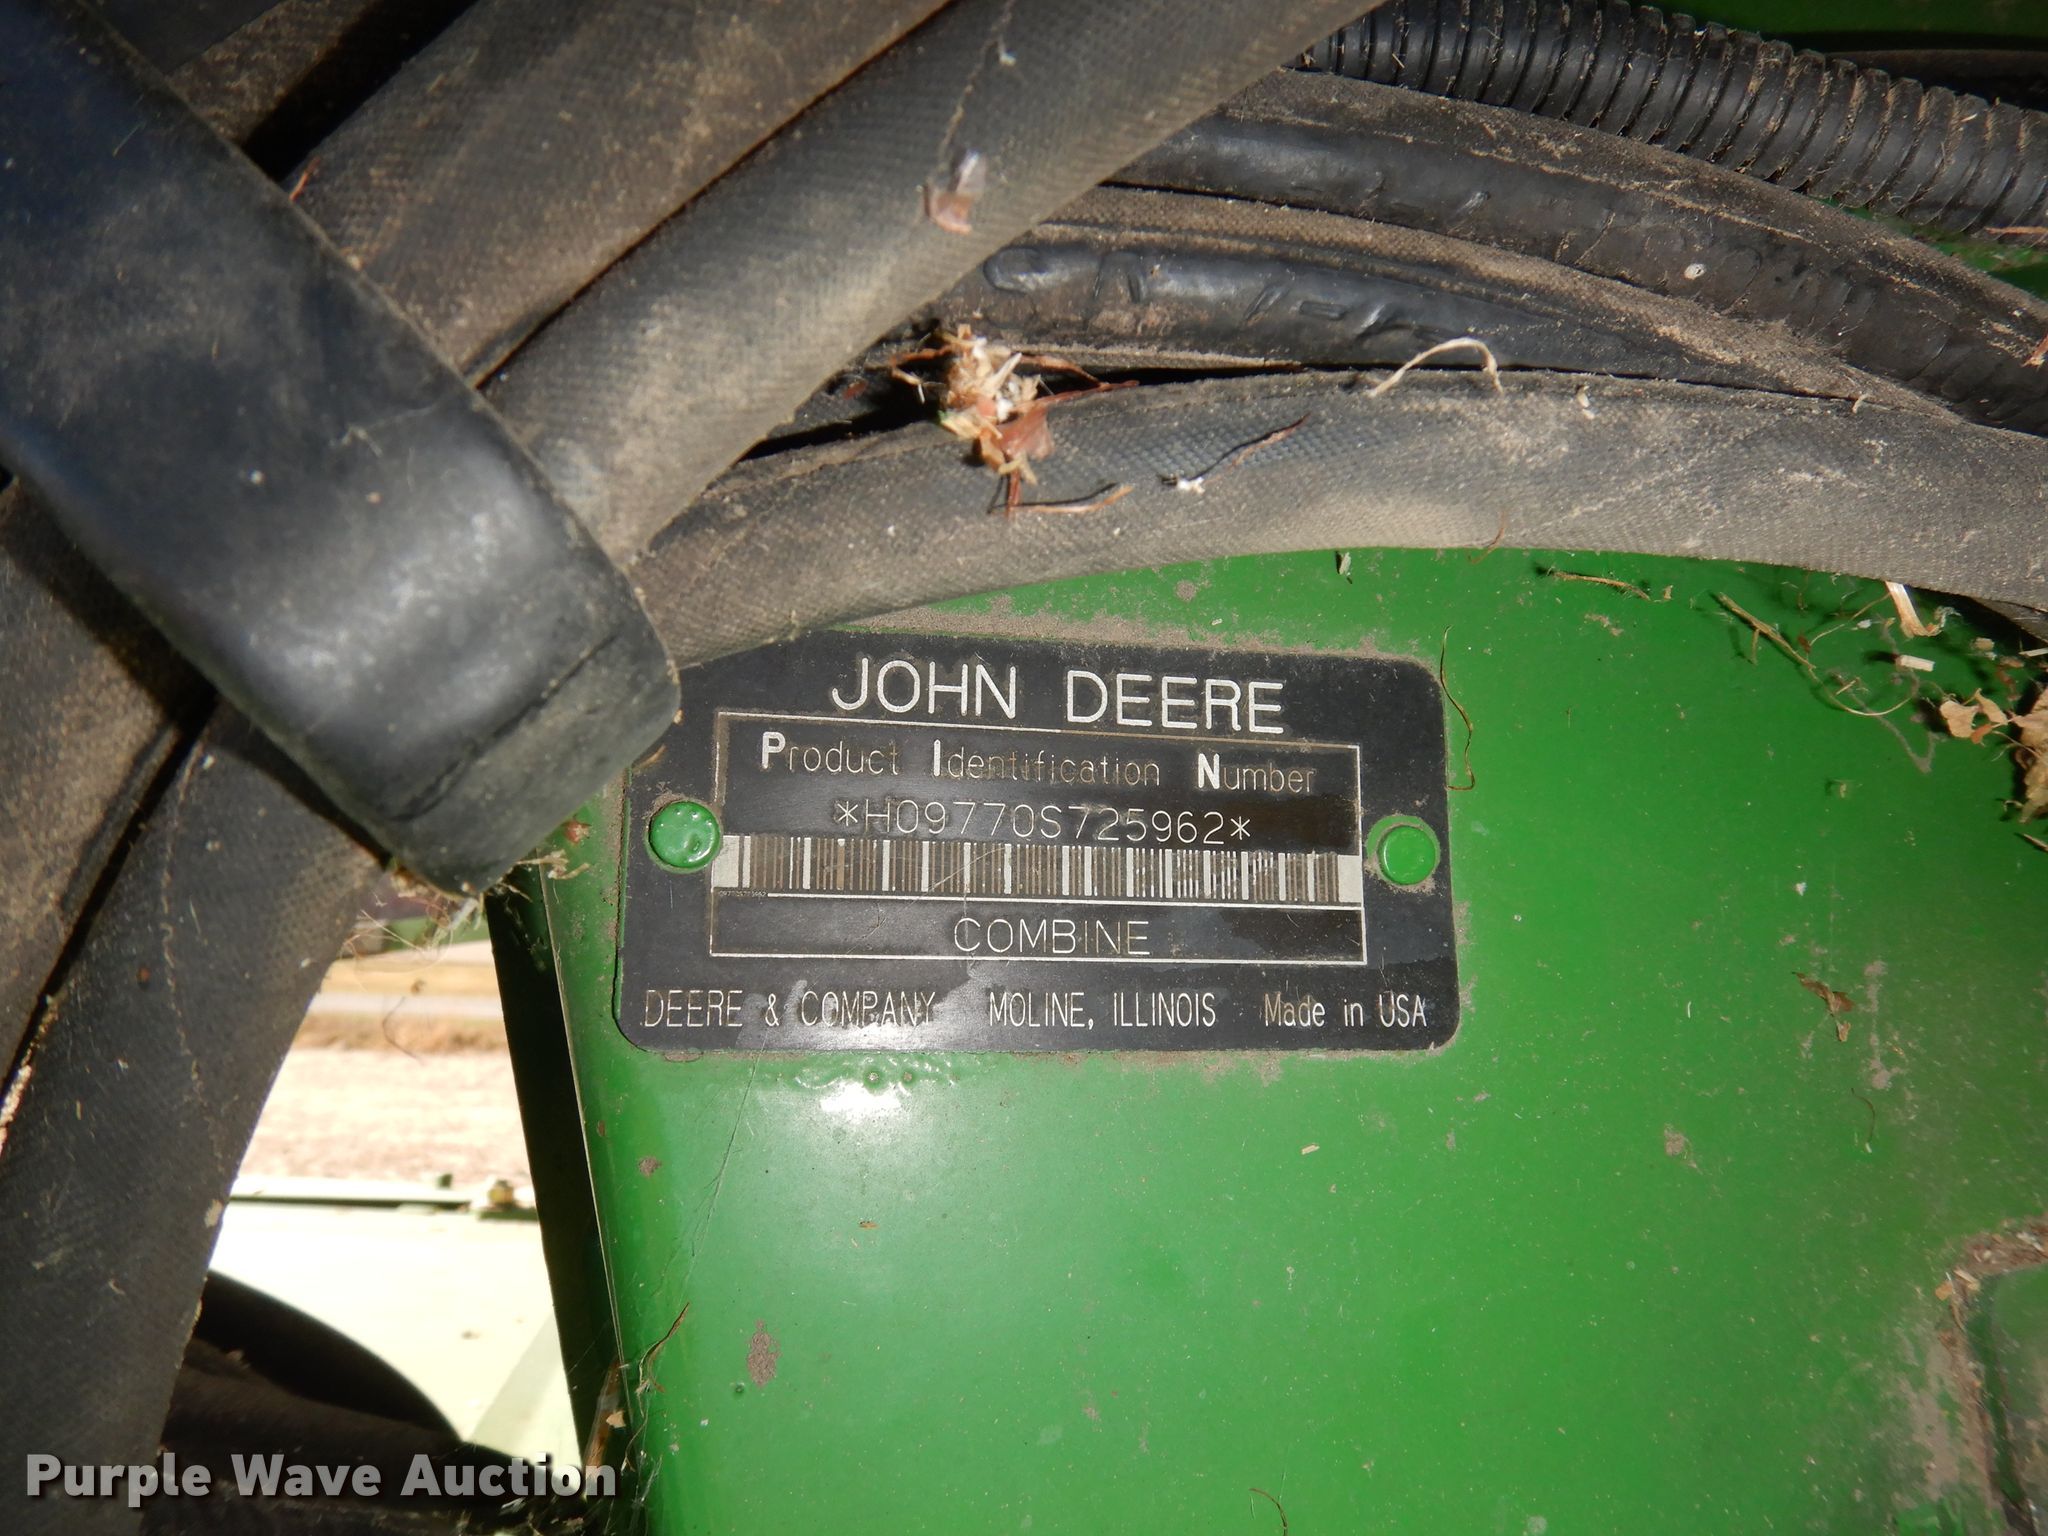 JOHN DEERE
Product Identification Number
*H09770S725962*
COMBINE
DEERE & COMPANY MOLINE, ILLINOIS Made in USA
Purple Wave Auction